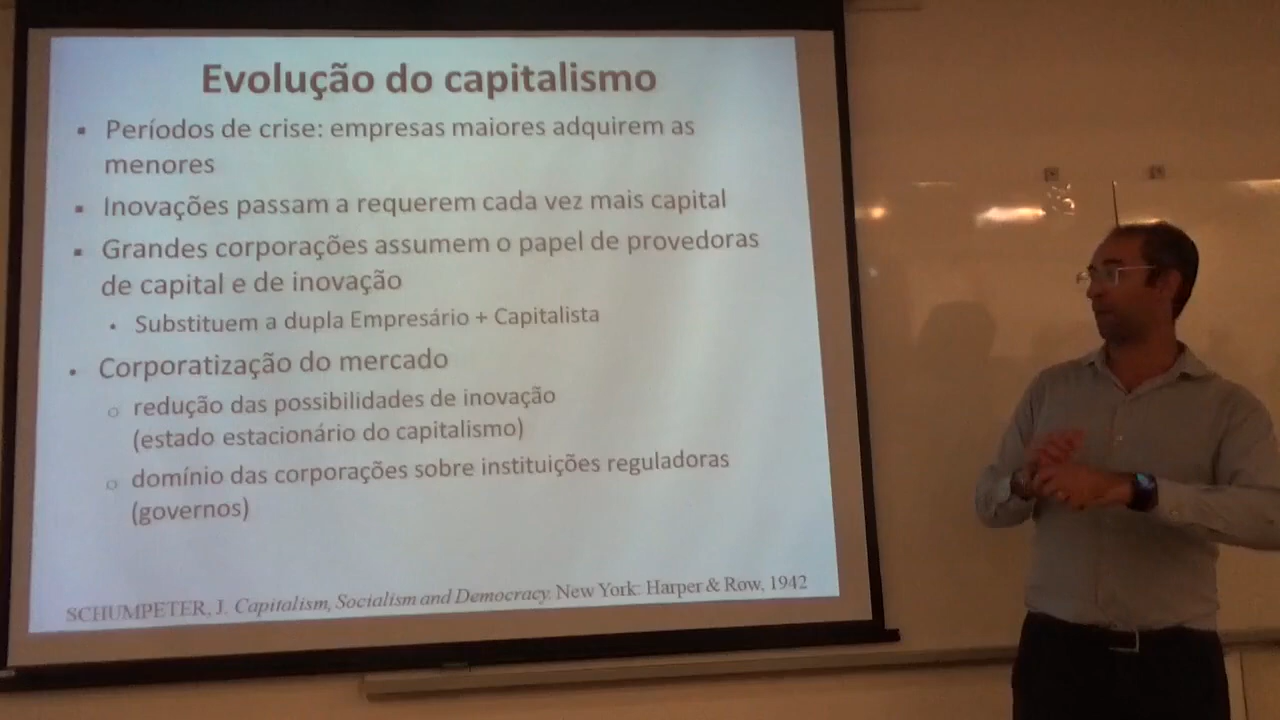 Evolução do capitalismo
▪ Períodos de crise: empresas maiores adquirem as
menores
▪ Inovações passam a requerem cada vez mais capital
▪ Grandes corporações assumem o papel de provedoras
de capital e de inovação
• Substituem a dupla Empresário + Capitalista
• Corporatização do mercado
o redução das possibilidades de inovação
(estado estacionário do capitalismo)
o domínio das corporações sobre instituições reguladoras
(governos)
SCHUMPETER, J. Capitalism, Socialism and Democracy. New York: Harper & Row, 1942